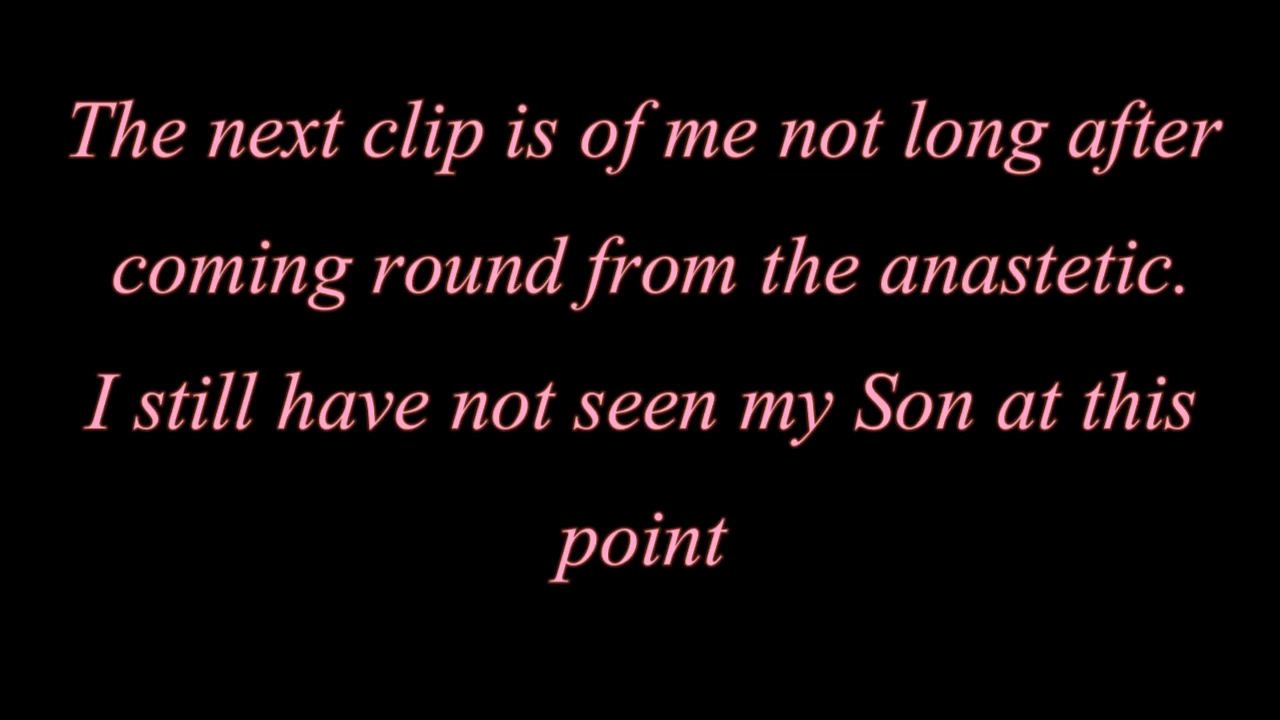 The next clip is of me not long after
coming round from the anastetic.
I still have not seen my Son at this
point